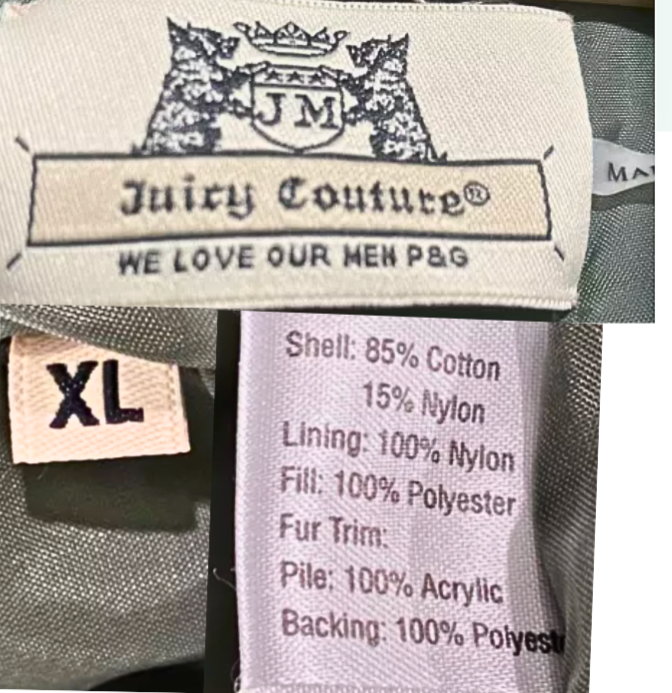 JM
Juicy Couture®
WE LOVE OUR MEN P&G
XL
Shell: 85% Cotton
15% Nylon
Lining: 100% Nylon
Fill: 100% Polyester
Fur Trim:
Pile: 100% Acrylic
Backing: 100% Polyest